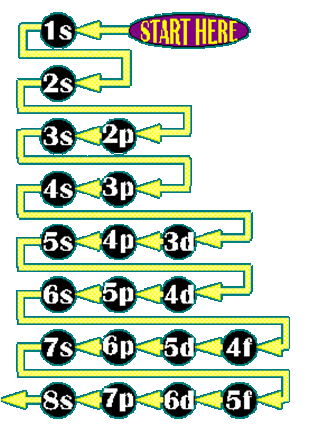 1s START HERE
2s
3s 2p
4s 3p
5s 4p 3d
6s 5p 4d
7s 6p 5d 4f
8s 7p 6d 5f